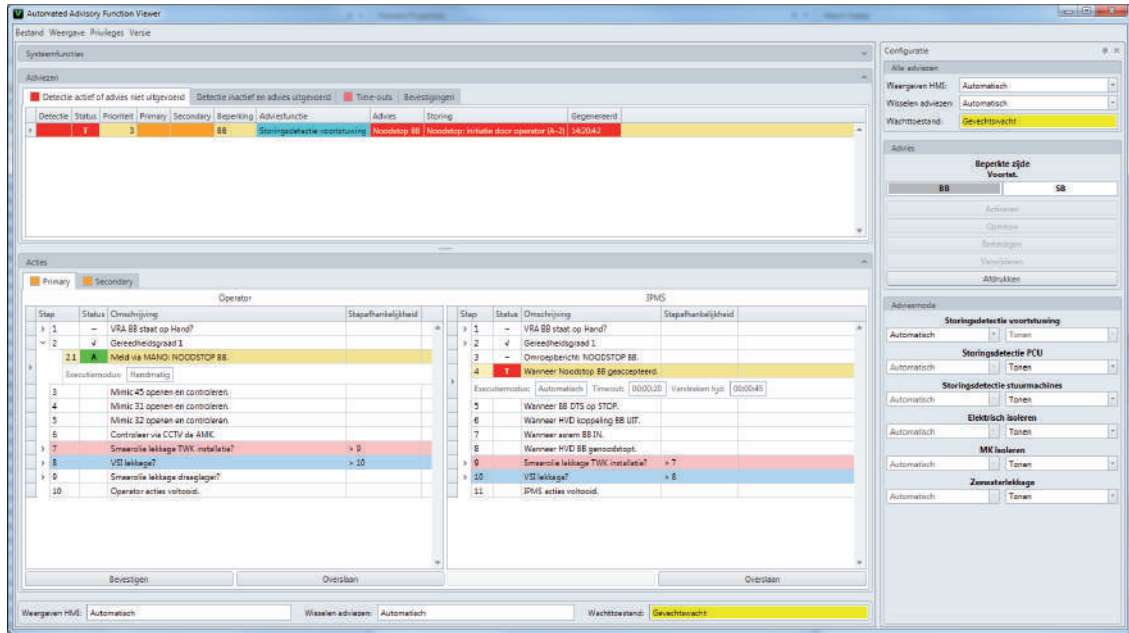 Automated Advisory Function Viewer
Bestand Weergave Privileges Versie
Systeemfuncties
Adviezen
Detectie actief of advies niet uitgevoerd Detectie inactief en advies uitgevoerd Time-outs Bevestigingen
Detectie Status Prioriteit Primary Secondary Beperking Adviesfunctie Advies Storing Gegenereerd
T 3 BB Storingsdetectie voortstuwing Noodstop BB Noodstop: initiatie door operator (A-2) 14:20:42
Acties
Primary Secondary
Operator
Stap Status Omschrijving Stapafhankelijkheid
1 – VRA BB staat op Hand?
2 √ Gereedheidsgraad 1
2.1 A Meld via MANO: NOODSTOP BB.
Executiemodus: Handmatig
3 Mimic 45 openen en controleren.
4 Mimic 31 openen en controleren.
5 Mimic 32 openen en controleren.
6 Controleer via CCTV de AMK.
7 Smeerolie lekkage TWK installatie? > 9
8 VSI lekkage? > 10
9 Smeerolie lekkage draaglager?
10 Operator acties voltooid.
Bevestigen Overslaan
IPMS
Stap Status Omschrijving Stapafhankelijkheid
1 – VRA BB staat op Hand?
2 √ Gereedheidsgraad 1
3 – Omroepbericht: NOODSTOP BB.
4 T Wanneer Noodstop BB geaccepteerd.
Executiemodus: Automatisch Timeout: 00:00:20 Verstreken tijd: 00:00:45
5 Wanneer BB DTS op STOP.
6 Wanneer HVD koppeling BB UIT.
7 Wanneer asrem BB IN.
8 Wanneer HVD BB genoodstopt.
9 Smeerolie lekkage TWK installatie? > 7
10 VSI lekkage? > 8
11 IPMS acties voltooid.
Overslaan
Weergeven HMI: Automatisch Wisselen adviezen: Automatisch Wachttoestand: Gevechtswacht
Configuratie
Alle adviezen
Weergeven HMI: Automatisch
Wisselen adviezen: Automatisch
Wachttoestand: Gevechtswacht
Advies
Beperkte zijde
Voortst.
BB SB
Activeren
Opnieuw
Beëindigen
Verwijderen
Afdrukken
Adviesmode
Storingsdetectie voortstuwing
Automatisch Tonen
Storingsdetectie PCU
Automatisch Tonen
Storingsdetectie stuurmachines
Automatisch Tonen
Elektrisch isoleren
Automatisch Tonen
MK isoleren
Automatisch Tonen
Zeewaterlekkage
Automatisch Tonen